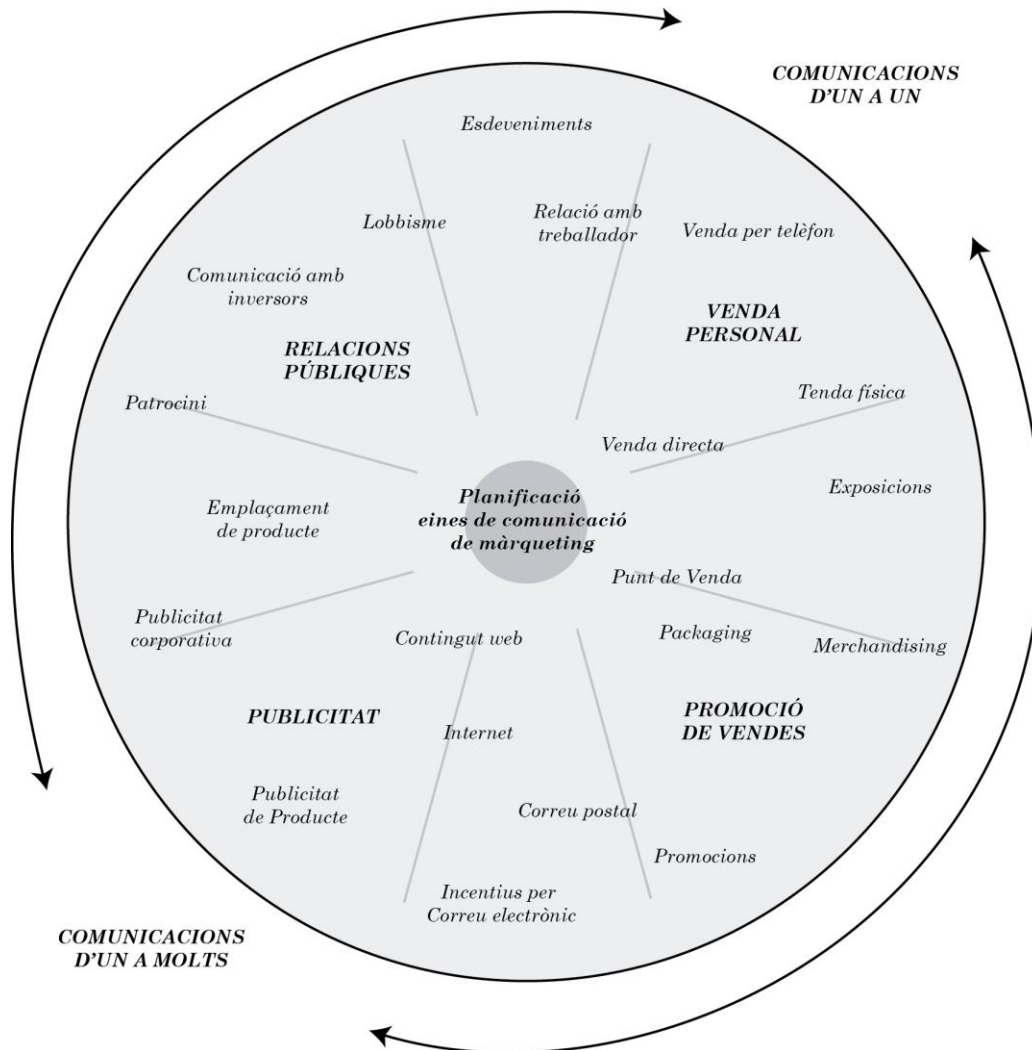 COMUNICACIONS
D'UN A UN
Esdeveniments
Lobbisme
Relació amb
treballador
Venda per telèfon
Comunicació amb
inversors
RELACIONS
PÚBLIQUES
VENDA
PERSONAL
Patrocini
Tenda física
Venda directa
Emplaçament
de producte
Planificació
eines de comunicació
de màrqueting
Exposicions
Punt de Venda
Publicitat
corporativa
Contingut web
Packaging
Merchandising
PUBLICITAT
Internet
PROMOCIÓ
DE VENDES
Publicitat
de Producte
Correu postal
Promocions
Incentius per
Correu electrònic
COMUNICACIONS
D'UN A MOLTS